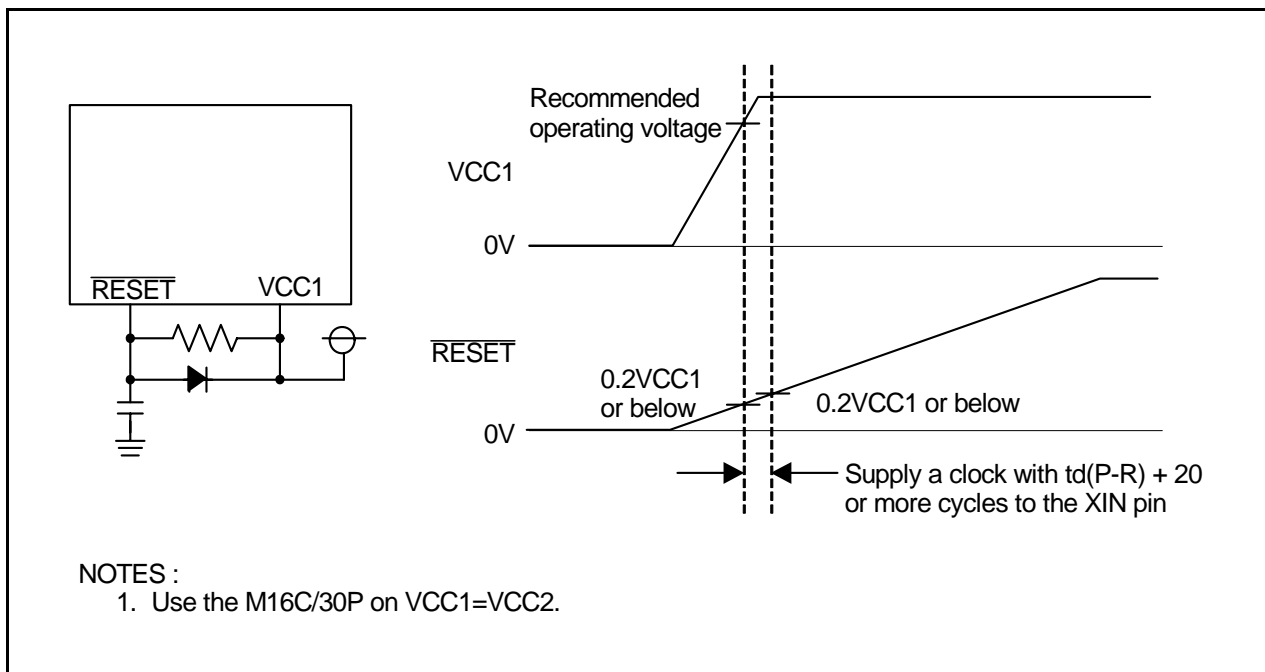 Recommended
operating voltage
VCC1
0V
RESET VCC1
RESET
0.2VCC1
or below
0.2VCC1 or below
0V
Supply a clock with td(P-R) + 20
or more cycles to the XIN pin
NOTES :
1. Use the M16C/30P on VCC1=VCC2.